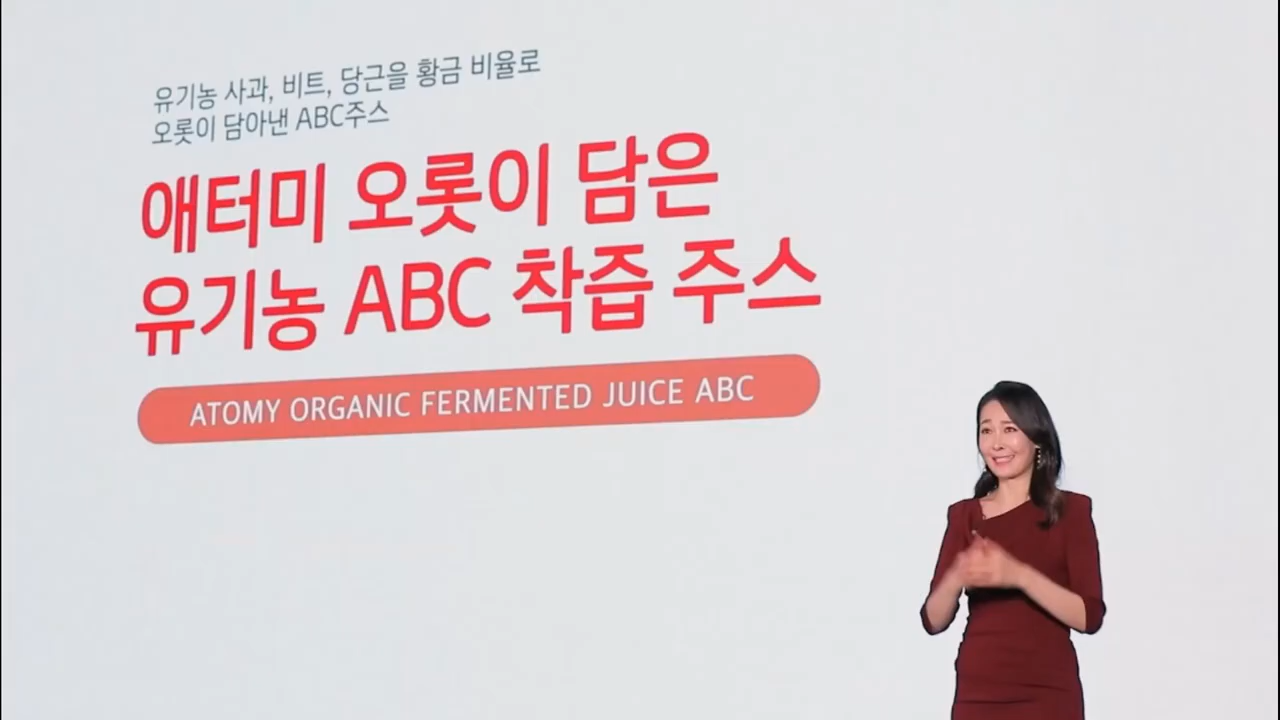 유기농 사과, 비트, 당근을 황금 비율로
오롯이 담아낸 ABC주스
애터미 오롯이 담은
유기농 ABC 착즙 주스
ATOMY ORGANIC FERMENTED JUICE ABC